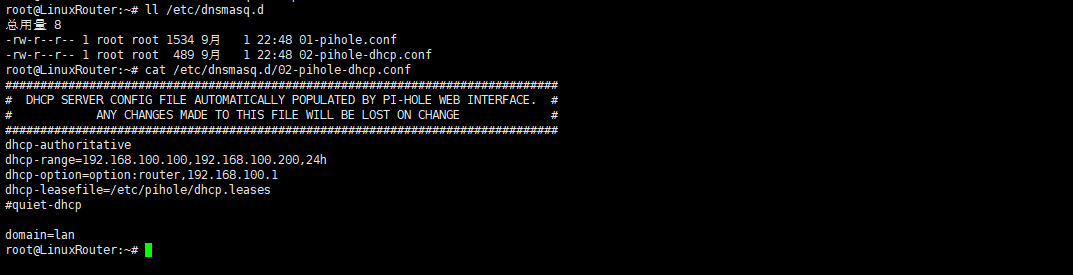 root@LinuxRouter:~# ll /etc/dnsmasq.d
总用量 8
-rw-r--r-- 1 root root 1534 9月   1 22:48 01-pihole.conf
-rw-r--r-- 1 root root  489 9月   1 22:48 02-pihole-dhcp.conf
root@LinuxRouter:~# cat /etc/dnsmasq.d/02-pihole-dhcp.conf
###############################################################################
#  DHCP SERVER CONFIG FILE AUTOMATICALLY POPULATED BY PI-HOLE WEB INTERFACE.  #
#            ANY CHANGES MADE TO THIS FILE WILL BE LOST ON CHANGE             #
###############################################################################
dhcp-authoritative
dhcp-range=192.168.100.100,192.168.100.200,24h
dhcp-option=option:router,192.168.100.1
dhcp-leasefile=/etc/pihole/dhcp.leases
#quiet-dhcp

domain=lan
root@LinuxRouter:~#